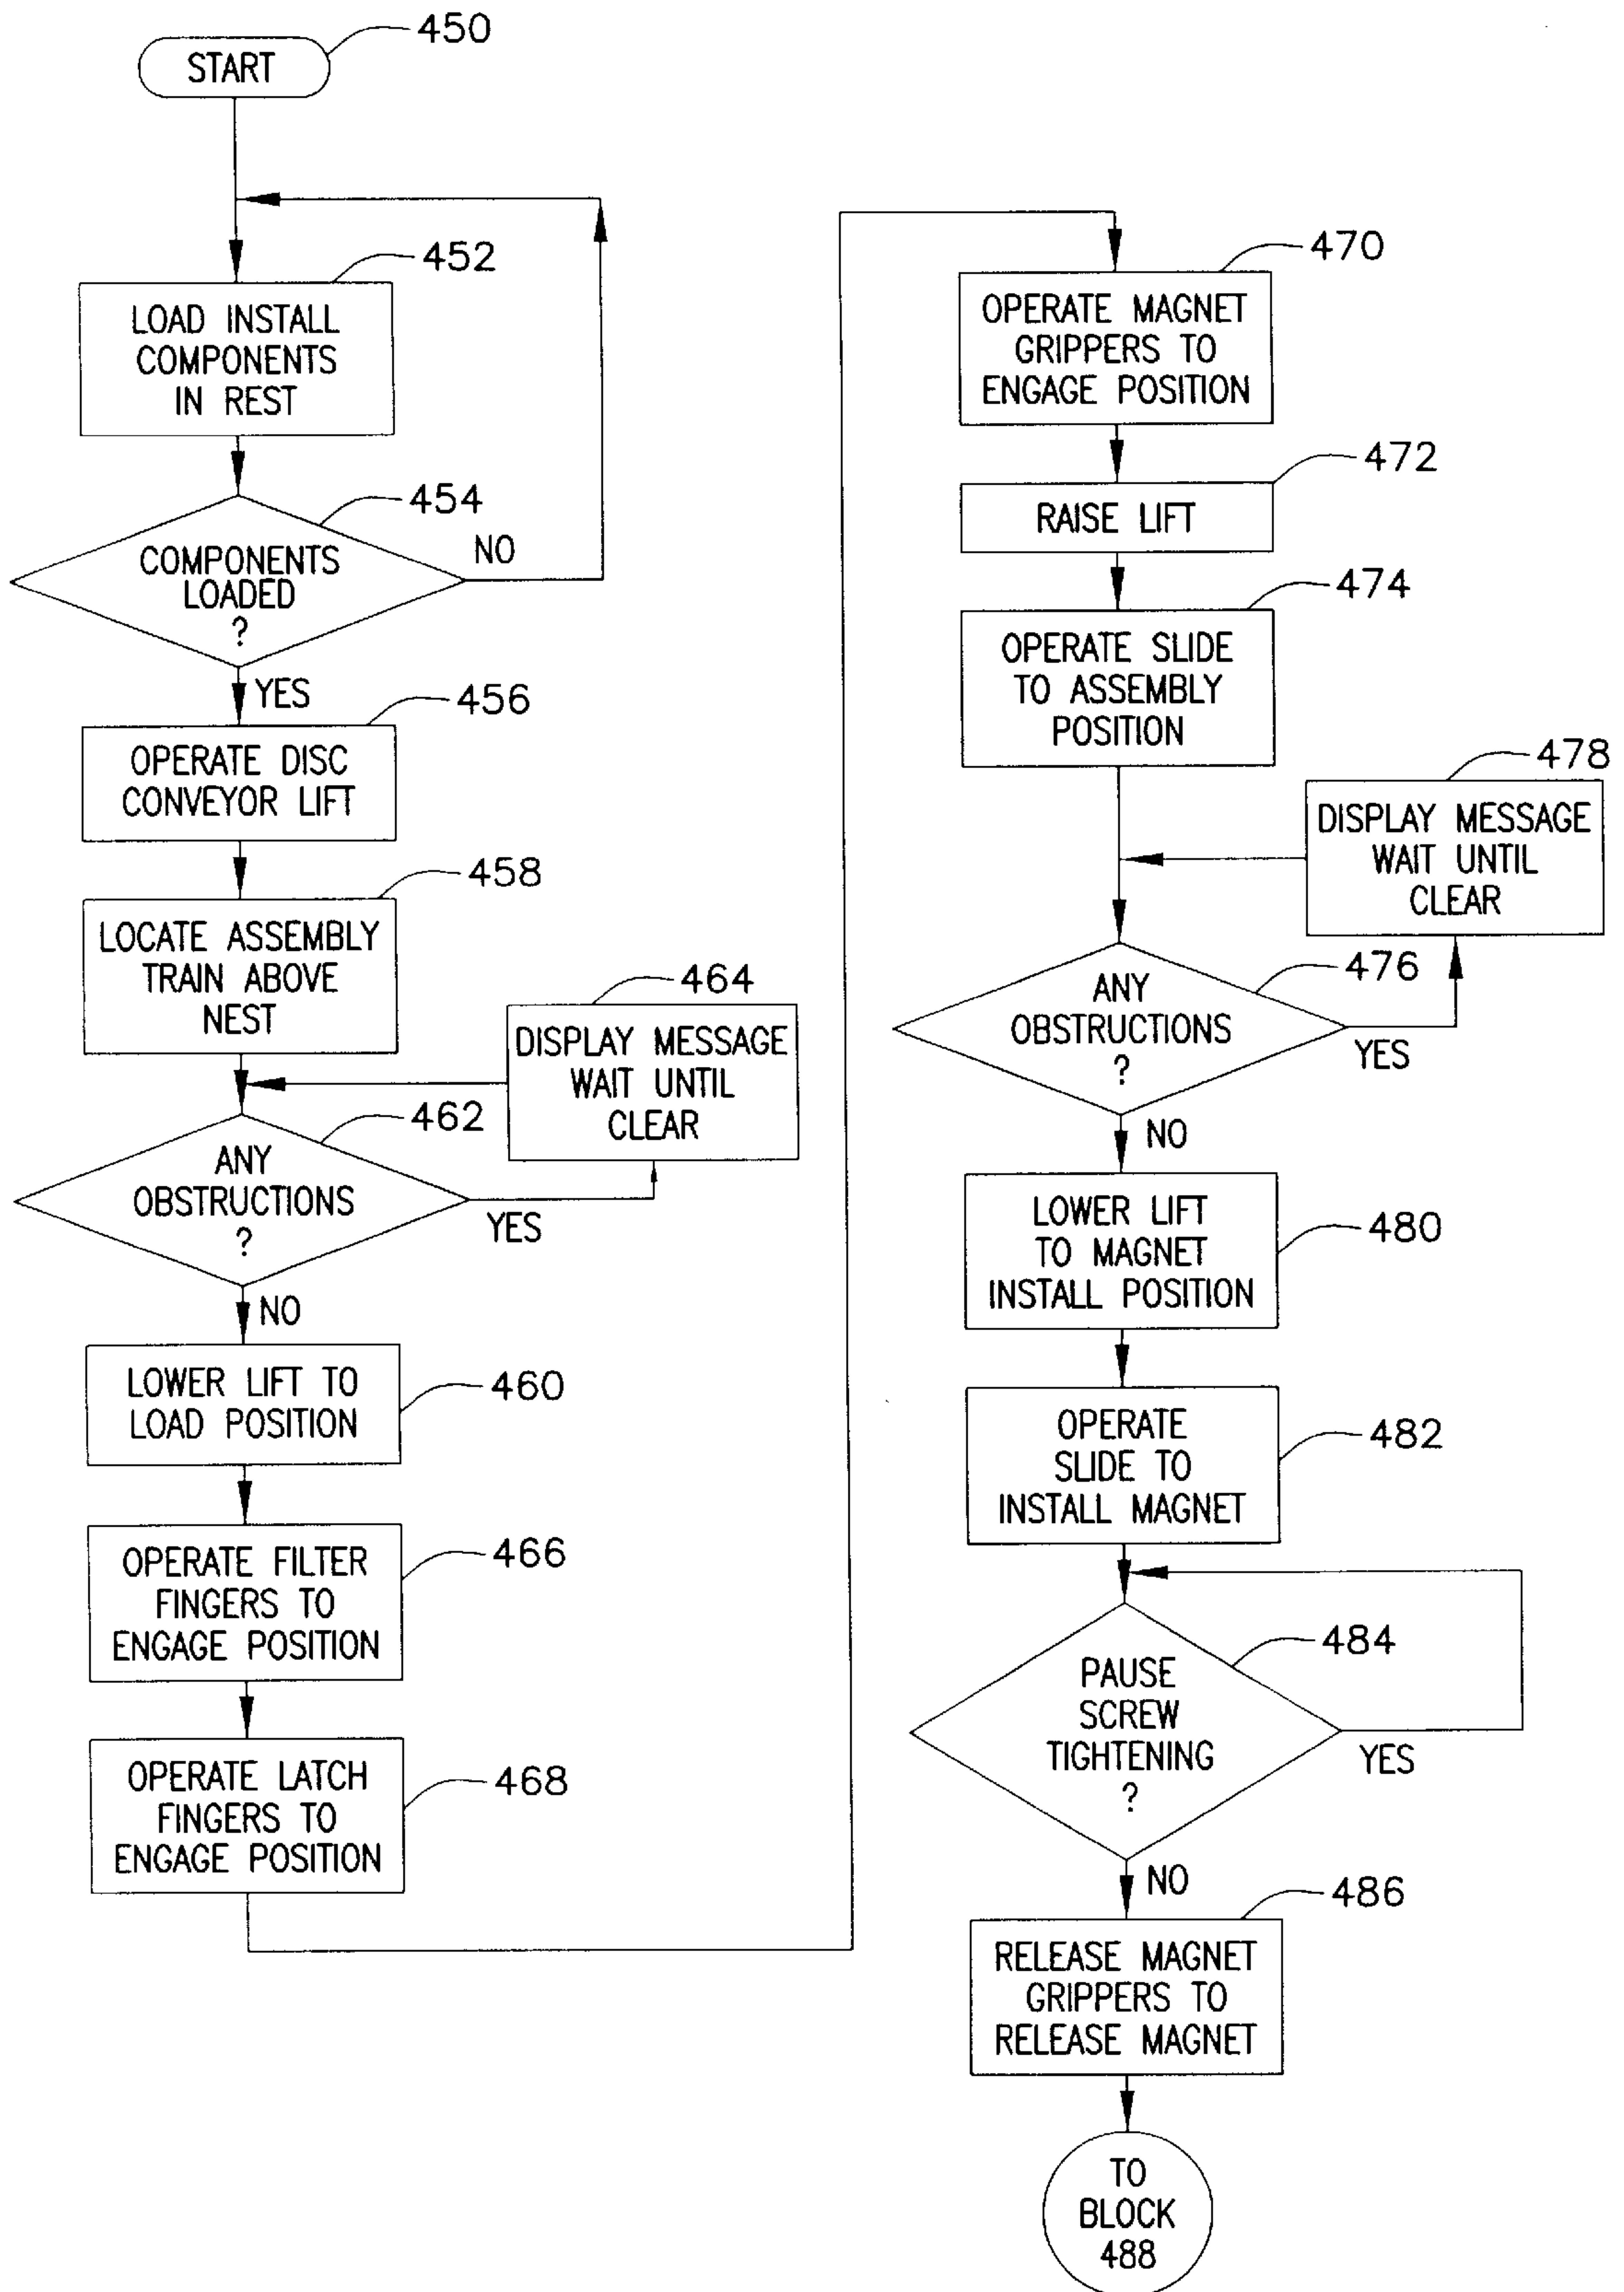 450
START
452
LOAD INSTALL
COMPONENTS
IN REST
454
COMPONENTS
LOADED
?
NO
YES
456
OPERATE DISC
CONVEYOR LIFT
458
LOCATE ASSEMBLY
TRAIN ABOVE
NEST
464
DISPLAY MESSAGE
WAIT UNTIL
CLEAR
462
ANY
OBSTRUCTIONS
?
YES
NO
LOWER LIFT TO
LOAD POSITION
460
OPERATE FILTER
FINGERS TO
ENGAGE POSITION
466
OPERATE LATCH
FINGERS TO
ENGAGE POSITION
468
470
OPERATE MAGNET
GRIPPERS TO
ENGAGE POSITION
472
RAISE LIFT
474
OPERATE SLIDE
TO ASSEMBLY
POSITION
478
DISPLAY MESSAGE
WAIT UNTIL
CLEAR
476
ANY
OBSTRUCTIONS
?
YES
NO
LOWER LIFT
TO MAGNET
INSTALL POSITION
480
OPERATE
SLIDE TO
INSTALL MAGNET
482
484
PAUSE
SCREW
TIGHTENING
?
YES
NO
486
RELEASE MAGNET
GRIPPERS TO
RELEASE MAGNET
TO
BLOCK
488